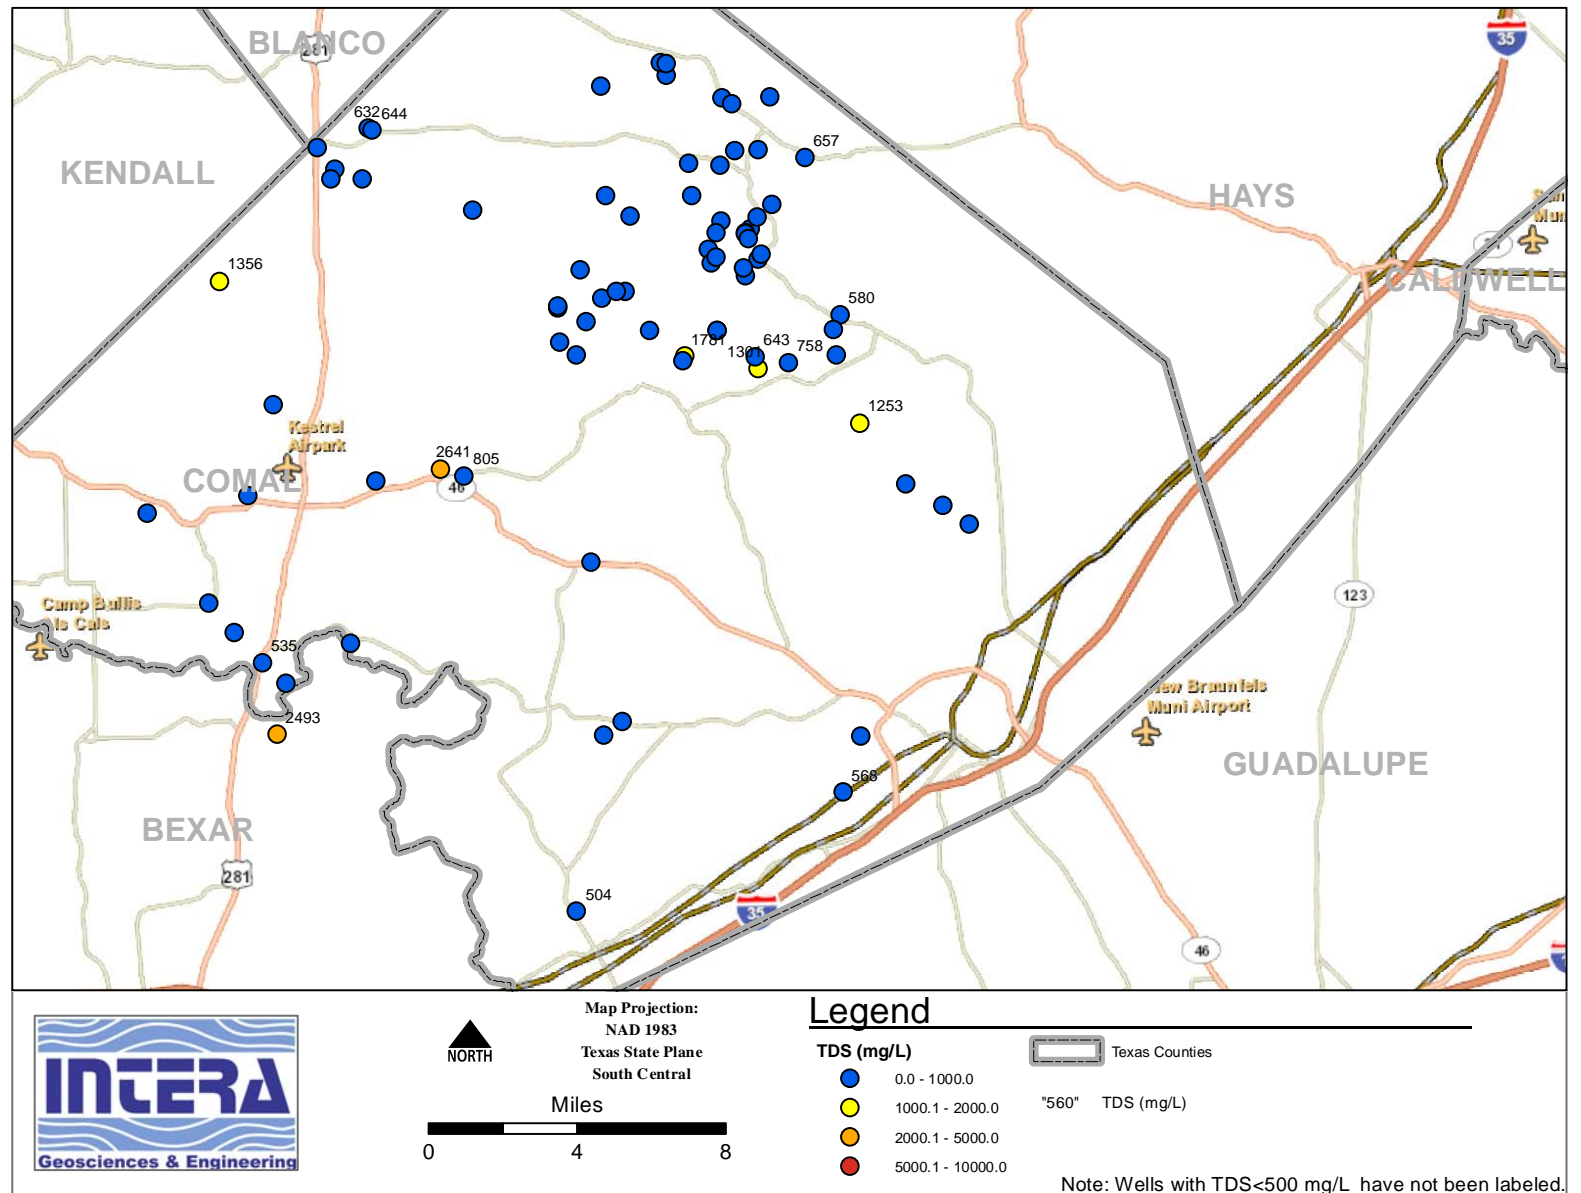 BLANCO
281
35
632 644
657
KENDALL
HAYS
San
Mun
21
1356
CALDWELL
580
1781
1301
643
758
1253
Kestrel
Airpark
2641
805
COMAL
46
Camp Bullis
123
535
New Braunfels
Muni Airport
2493
GUADALUPE
568
BEXAR
281
504
35
46
INTERA
Geosciences & Engineering
NORTH
Map Projection:
NAD 1983
Texas State Plane
South Central
Miles
0 4 8
Legend
TDS (mg/L)
0.0 - 1000.0
1000.1 - 2000.0
2000.1 - 5000.0
5000.1 - 10000.0
Texas Counties
"560" TDS (mg/L)
Note: Wells with TDS<500 mg/L have not been labeled.